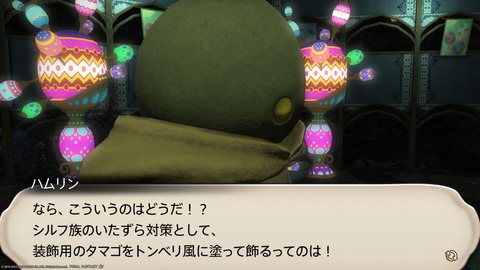 ハムリン
なら、こういうのはどうだ！？
シルフ族のいたずら対策として、
装飾用のタマゴをトンベリ風に塗って飾るってのは！